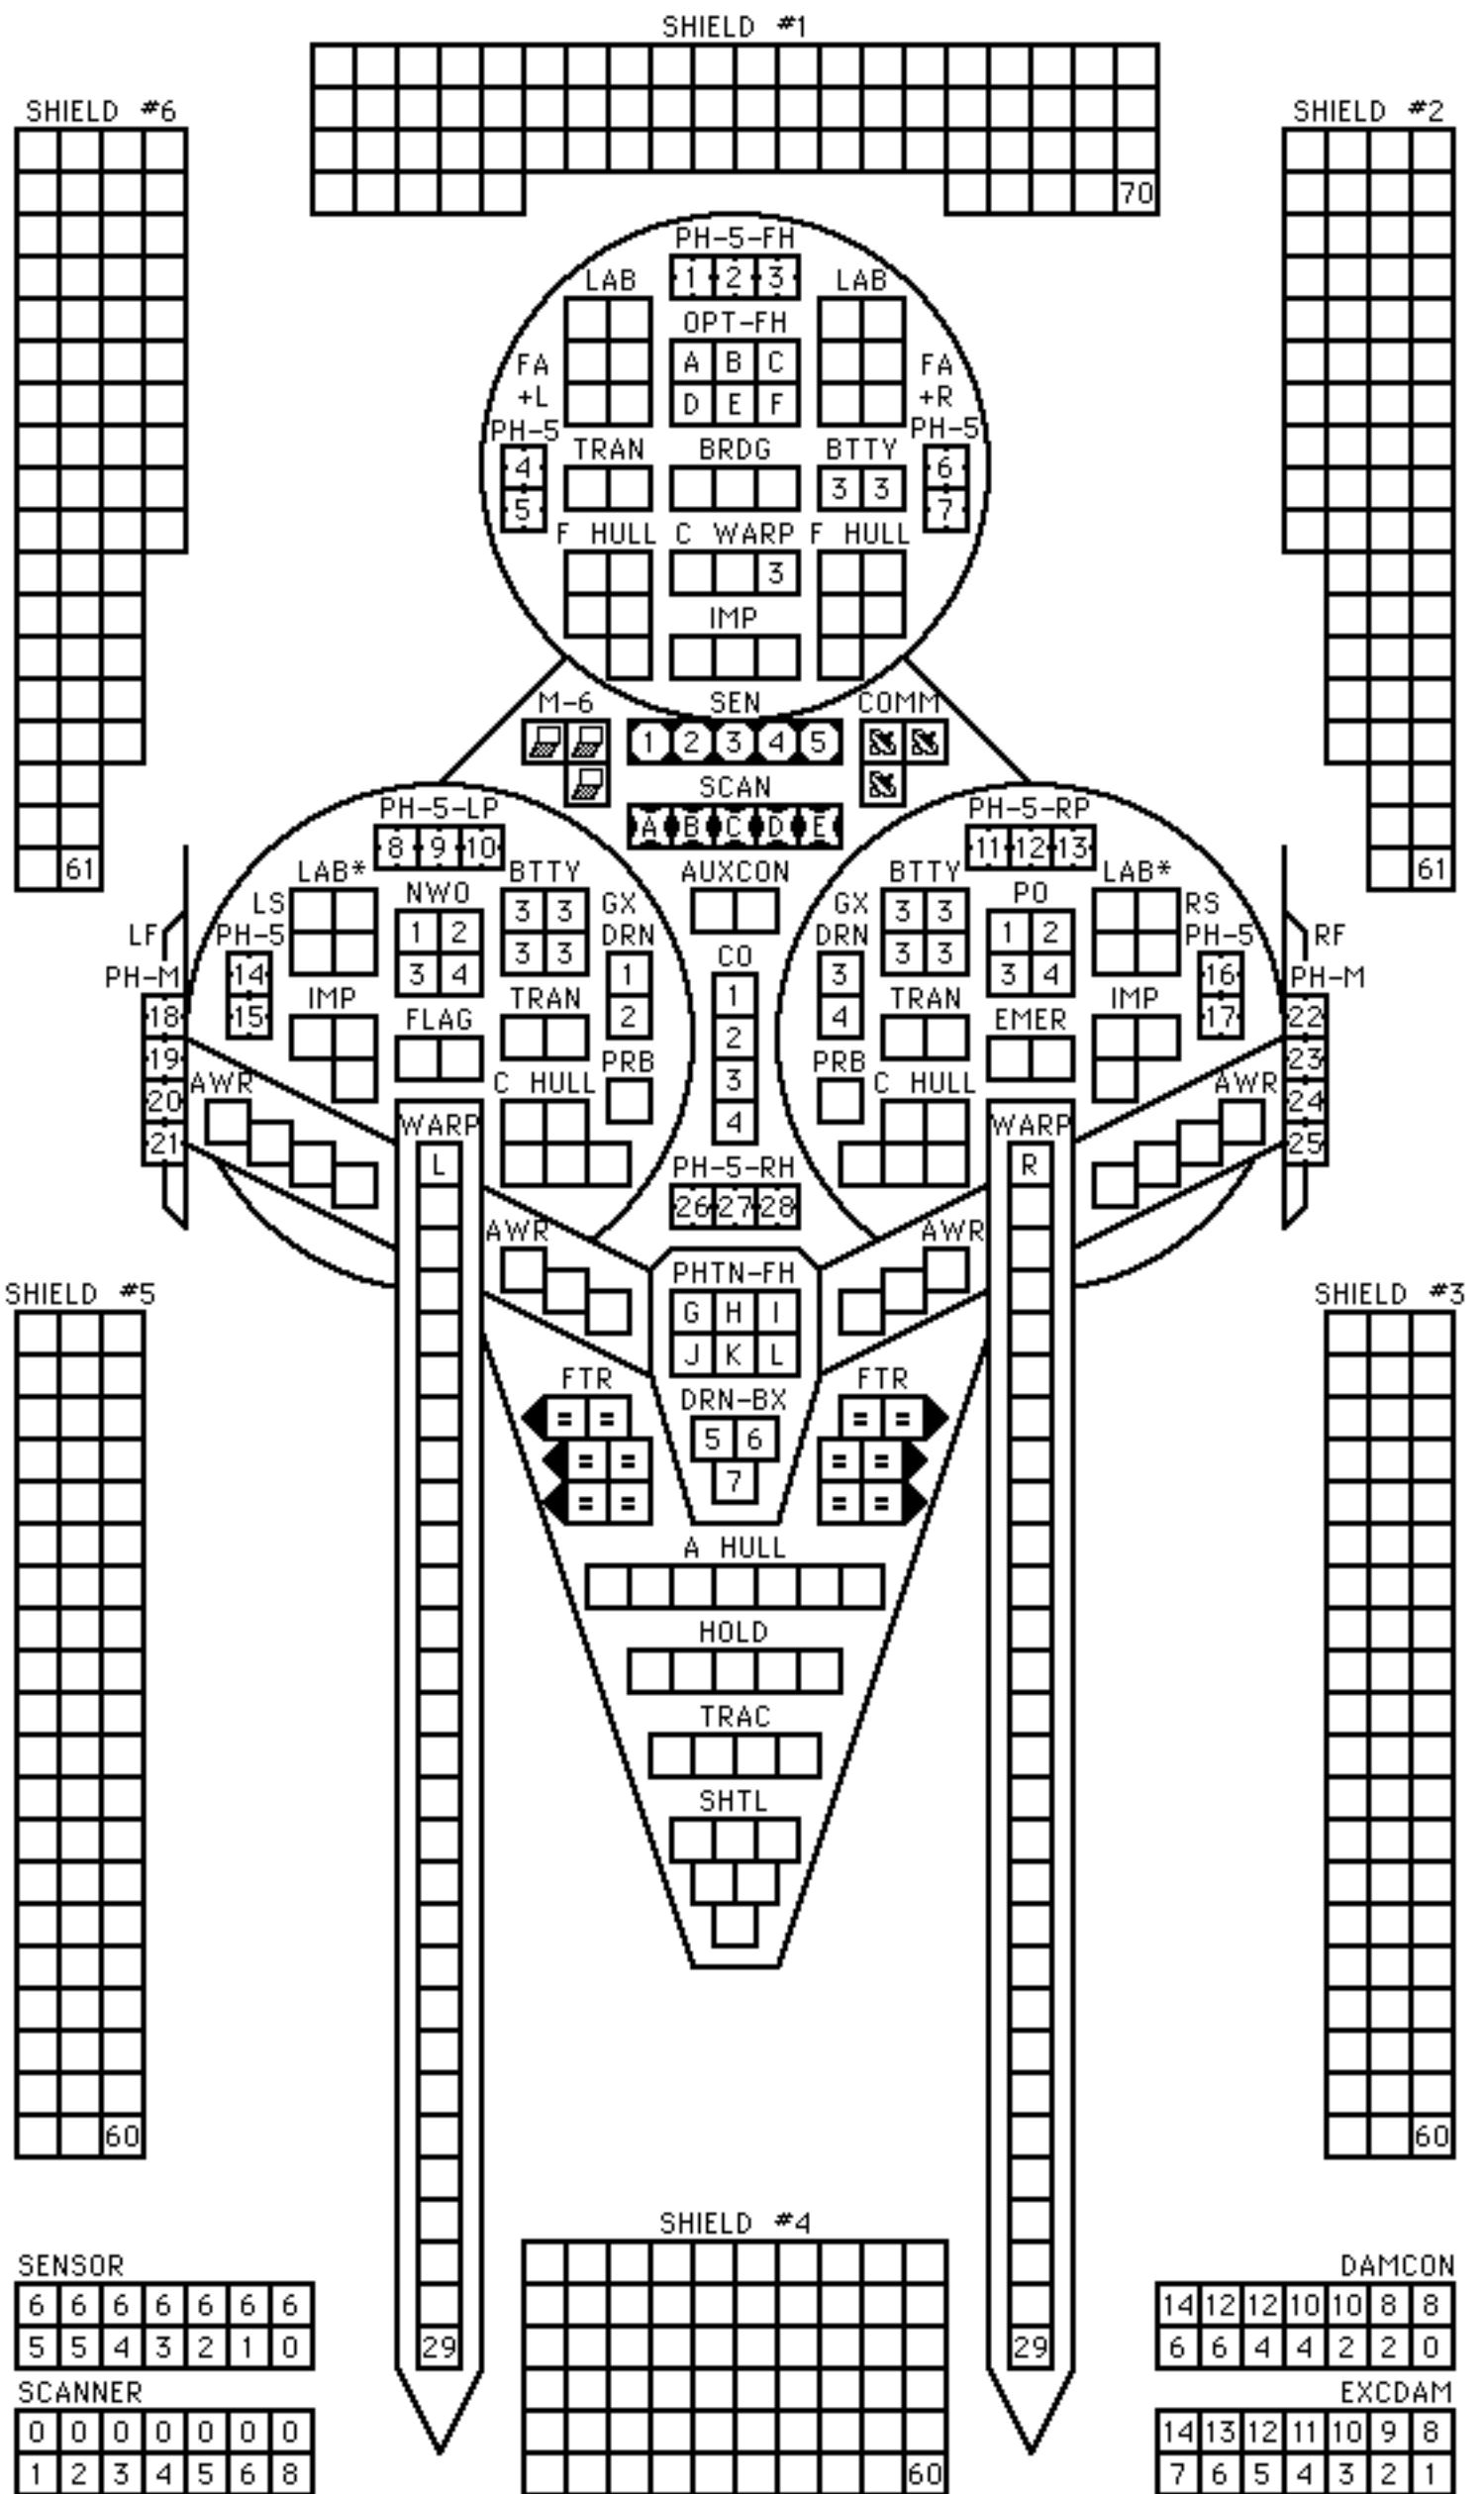 SHIELD #1
SHIELD #6
SHIELD #2
70
PH-5-FH
1 2 3
LAB
LAB
OPT-FH
A B C
D E F
FA
+L
PH-5
4
5
FA
+R
PH-5
6
7
TRAN
BRDG
BTTY
3 3
F HULL
C WARP
F HULL
3
IMP
M-6
SEN
COMM
1 2 3 4 5
SCAN
A B C D E
61
61
PH-5-LP
8 9 10
PH-5-RP
11 12 13
LAB*
NWO
1 2
3 4
BTTY
3 3
3 3
AUXCON
BTTY
3 3
3 3
PO
1 2
3 4
LAB*
LF
PH-M
18
19
20
21
LS
PH-5
14
15
GX
DRN
1
2
CO
1
2
3
4
GX
DRN
3
4
RS
PH-5
16
17
RF
PH-M
22
23
24
25
IMP
FLAG
TRAN
PRB
PRB
TRAN
EMER
IMP
AWR
C HULL
C HULL
AWR
WARP
L
WARP
R
PH-5-RH
26 27 28
AWR
AWR
PHTN-FH
G H I
J K L
SHIELD #5
SHIELD #3
FTR
= =
= =
= =
DRN-BX
5 6
7
FTR
= =
= =
= =
A HULL
HOLD
TRAC
SHTL
60
60
SHIELD #4
29
29
60
SENSOR
6 6 6 6 6 6 6
5 5 4 3 2 1 0
SCANNER
0 0 0 0 0 0 0
1 2 3 4 5 6 8
DAMCON
14 12 12 10 10 8 8
6 6 4 4 2 2 0
EXCDAM
14 13 12 11 10 9 8
7 6 5 4 3 2 1